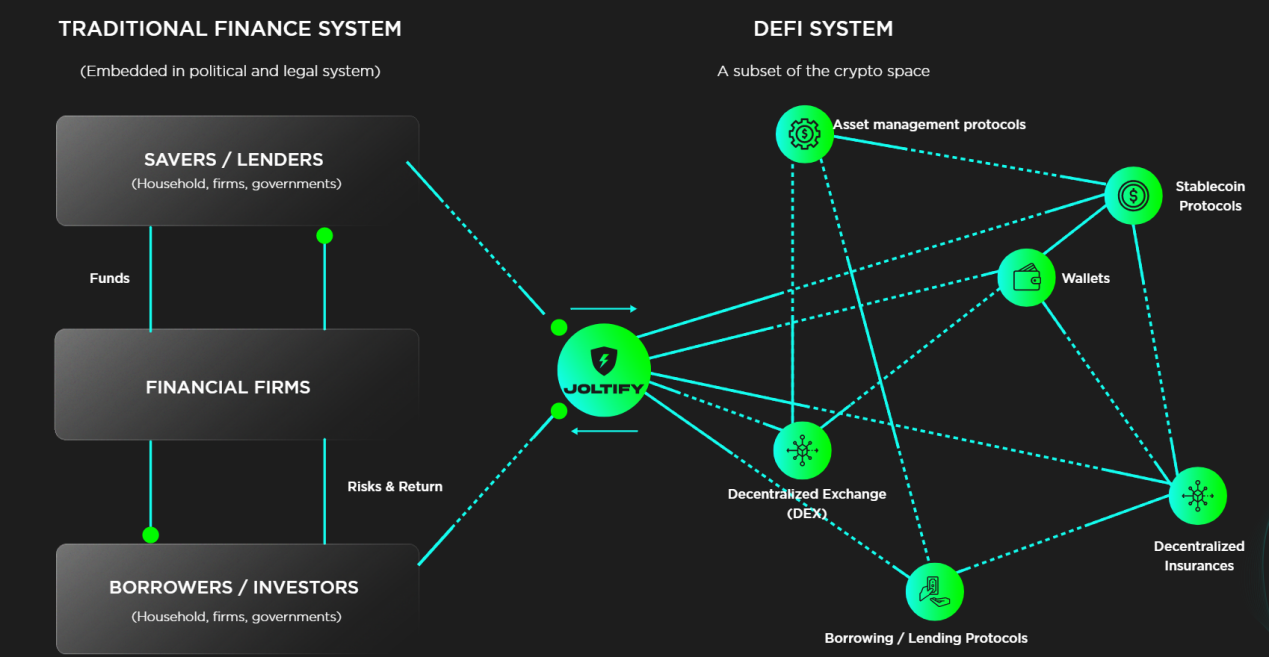 TRADITIONAL FINANCE SYSTEM
(Embedded in political and legal system)
SAVERS / LENDERS
(Household, firms, governments)
Funds
FINANCIAL FIRMS
Risks & Return
BORROWERS / INVESTORS
(Household, firms, governments)
JOLTIFY
DEFI SYSTEM
A subset of the crypto space
Asset management protocols
Stablecoin
Protocols
Wallets
Decentralized Exchange
(DEX)
Decentralized
Insurances
Borrowing / Lending Protocols